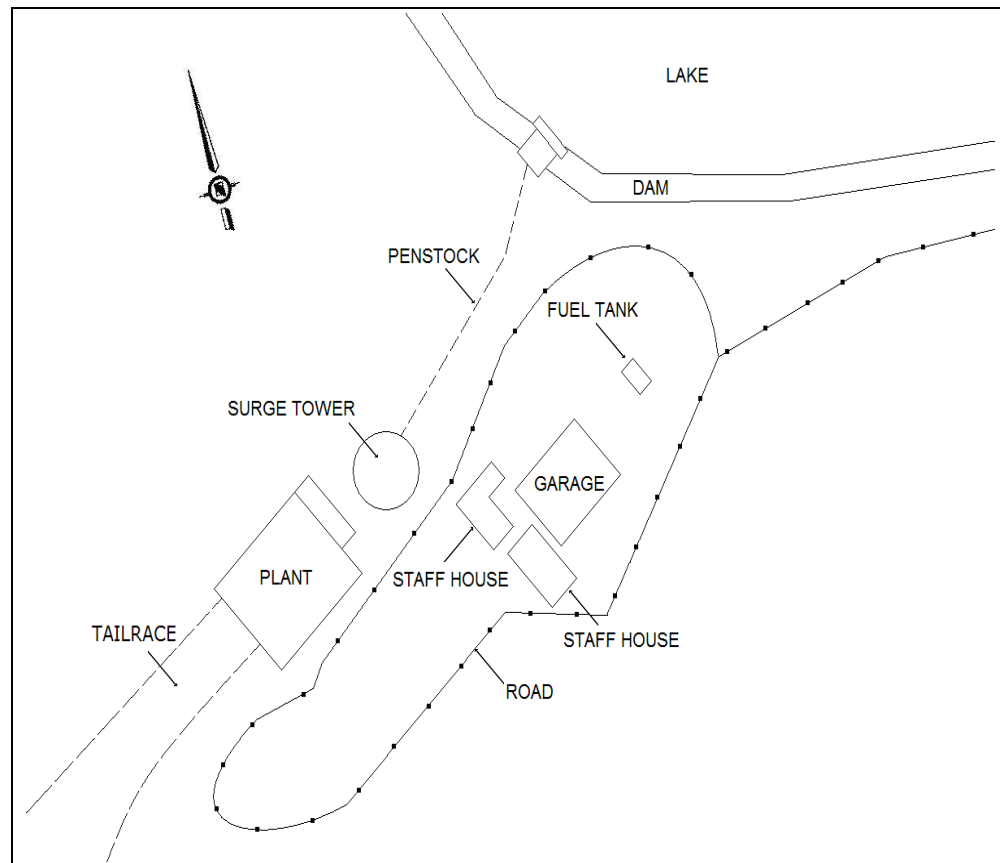 LAKE
DAM
PENSTOCK
FUEL TANK
SURGE TOWER
GARAGE
PLANT
STAFF HOUSE
TAILRACE
STAFF HOUSE
ROAD